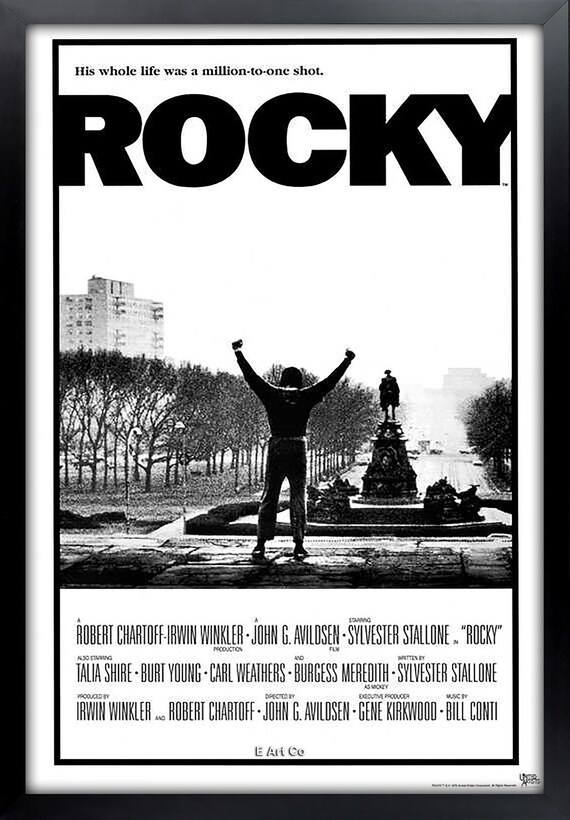 His whole life was a million-to-one shot.
ROCKY
TM
A A STARRING
ROBERT CHARTOFF-IRWIN WINKLER · JOHN G. AVILDSEN · SYLVESTER STALLONE IN "ROCKY"
PRODUCTION FILM
ALSO STARRING AND WRITTEN BY
TALIA SHIRE · BURT YOUNG · CARL WEATHERS · BURGESS MEREDITH · SYLVESTER STALLONE
AS MICKEY
PRODUCED BY DIRECTED BY EXECUTIVE PRODUCER MUSIC BY
IRWIN WINKLER AND ROBERT CHARTOFF · JOHN G. AVILDSEN · GENE KIRKWOOD · BILL CONTI
E Art Co
United Artists